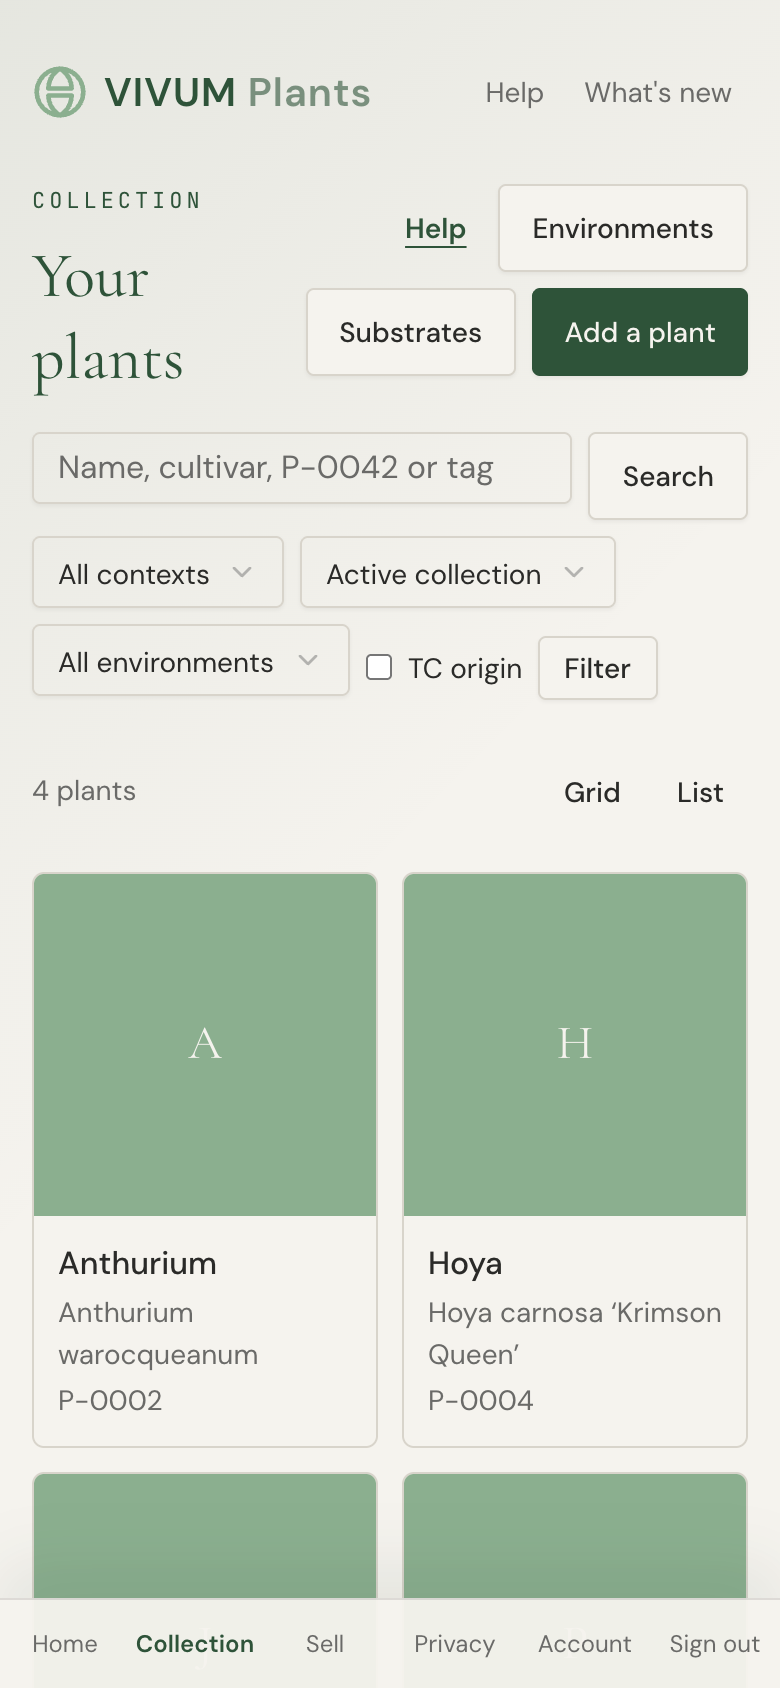 VIVUM Plants
Help
What's new
COLLECTION
Your
plants
Help
Environments
Substrates
Add a plant
Name, cultivar, P-0042 or tag
Search
All contexts
Active collection
All environments
TC origin
Filter
4 plants
Grid
List
A
H
Anthurium
Anthurium
warocqueanum
P-0002
Hoya
Hoya carnosa ‘Krimson
Queen’
P-0004
Home
Collection
Sell
Privacy
Account
Sign out